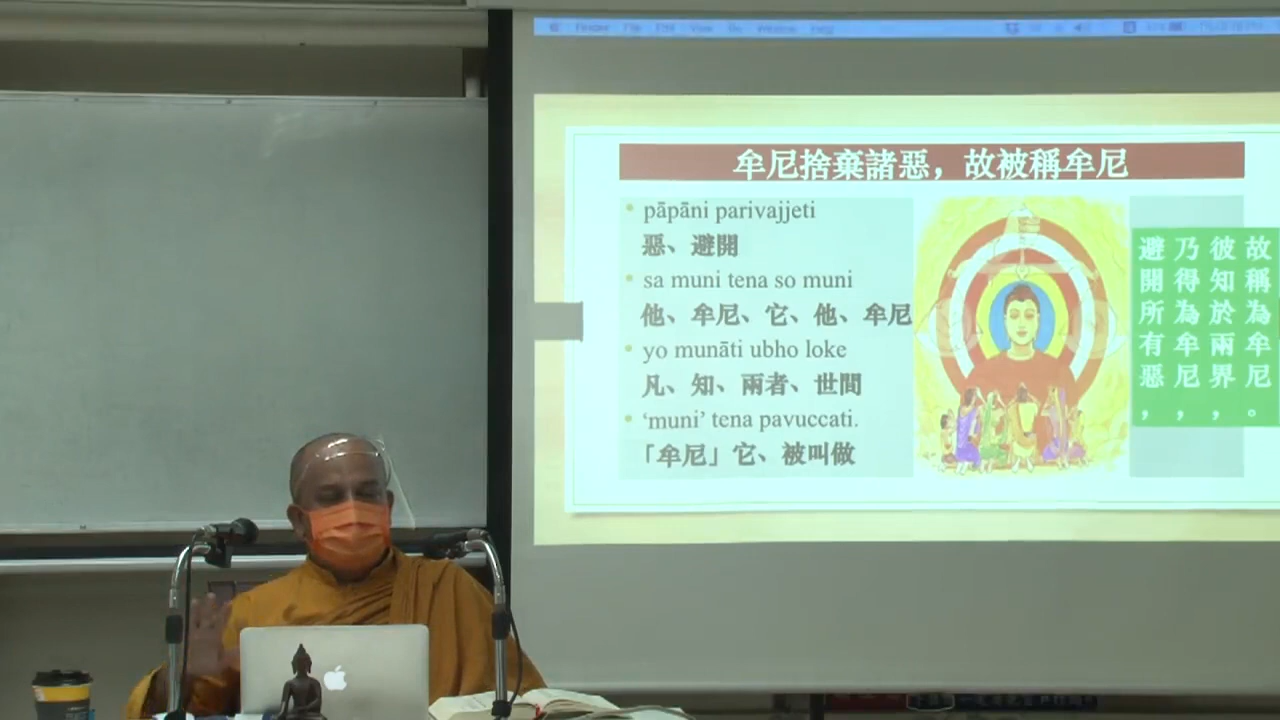 牟尼捨棄諸惡，故被稱牟尼
• pāpāni parivajjeti
惡、避開
• sa muni tena so muni
他、牟尼、它、他、牟尼
• yo munāti ubho loke
凡、知、兩者、世間
• ‘muni’ tena pavuccati.
「牟尼」它、被叫做
故稱為牟尼。
彼知於兩界，
乃得為牟尼，
避開所有惡，